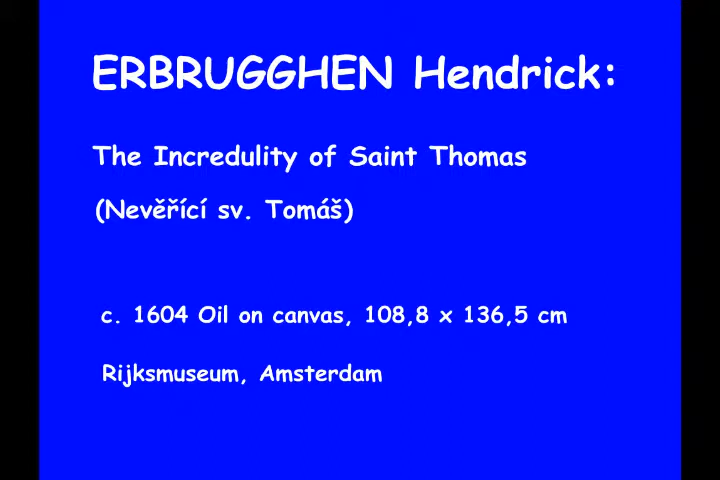 ERBRUGGHEN Hendrick:
The Incredulity of Saint Thomas
(Nevěřící sv. Tomáš)
c. 1604 Oil on canvas, 108,8 x 136,5 cm
Rijksmuseum, Amsterdam